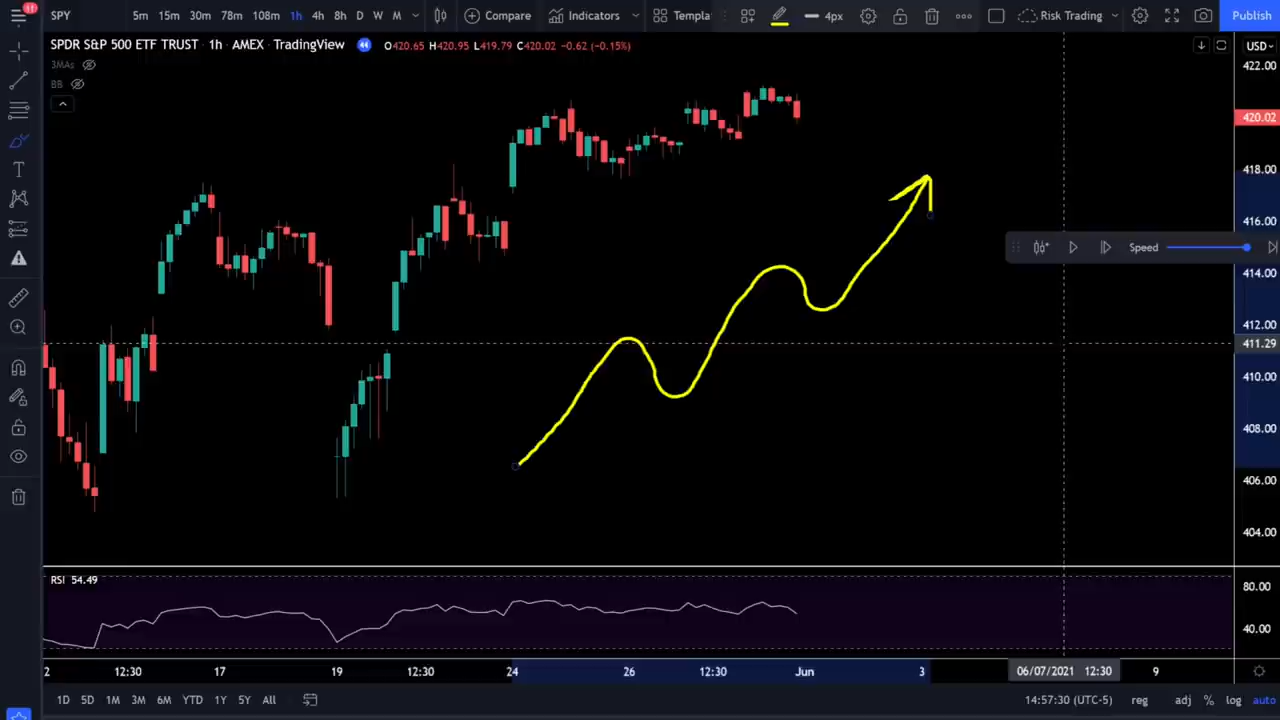 11
SPY 5m 15m 30m 78m 108m 1h 4h 8h D W M Compare Indicators Templa 4px Risk Trading Publish
SPDR S&P 500 ETF TRUST · 1h · AMEX · TradingView O420.65 H420.95 L419.79 C420.02 −0.62 (−0.15%) USD
3MAs
BB
422.00
420.02
418.00
416.00
Speed
414.00
412.00
411.29
410.00
408.00
406.00
404.00
RSI 54.49
80.00
40.00
2 12:30 17 19 12:30 24 26 12:30 Jun 3 06/07/2021 12:30 9
1D 5D 1M 3M 6M YTD 1Y 5Y All 14:57:30 (UTC-5) reg adj % log auto